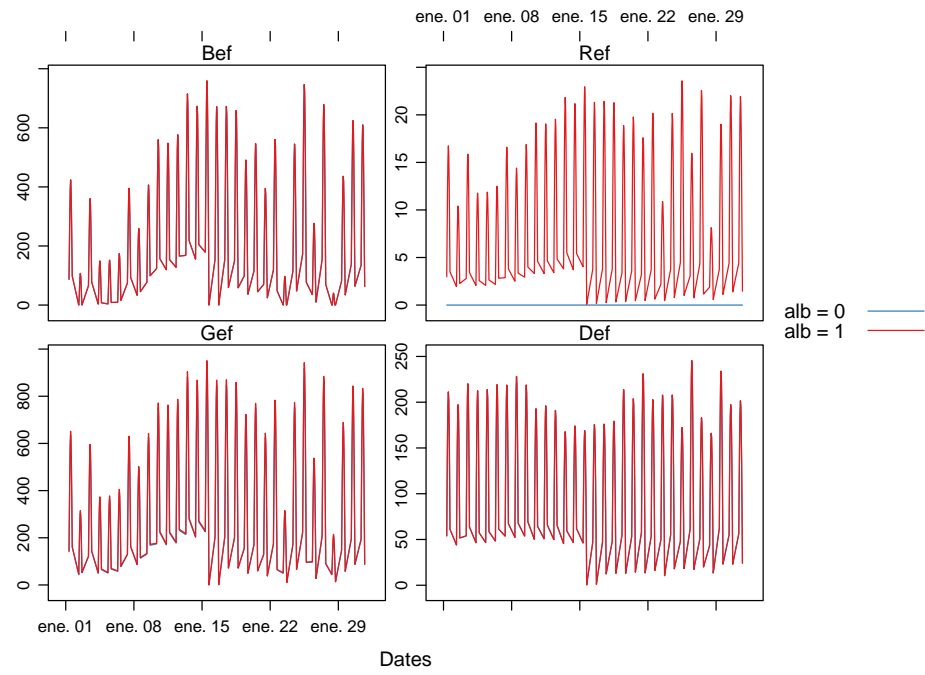 ene. 01 ene. 08 ene. 15 ene. 22 ene. 29
Bef
Ref
600
400
200
0
20
15
10
5
0
alb = 0
alb = 1
Gef
Def
800
600
400
200
0
250
200
150
100
50
0
ene. 01 ene. 08 ene. 15 ene. 22 ene. 29
Dates